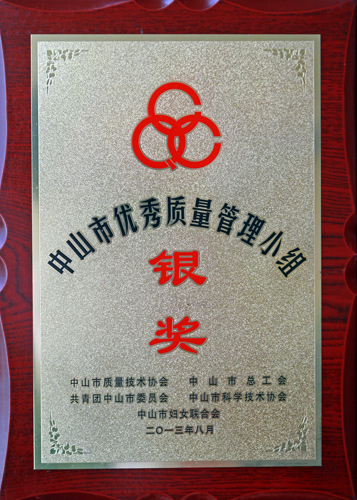 中山市优秀质量管理小组
银
奖
中山市质量技术协会 中山市总工会
共青团中山市委员会 中山市科学技术协会
中山市妇女联合会
二〇一三年八月